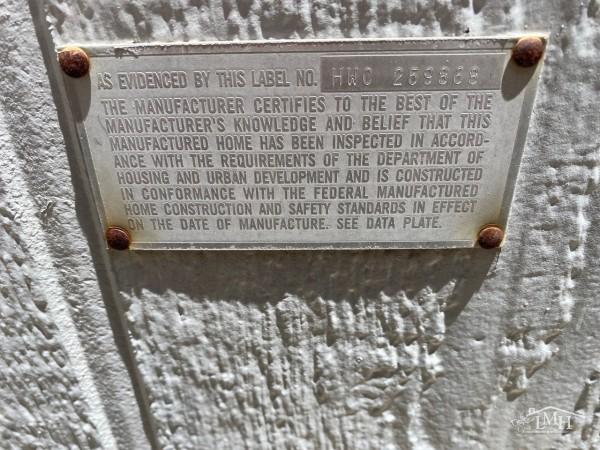 AS EVIDENCED BY THIS LABEL NO. HWC 259868
THE MANUFACTURER CERTIFIES TO THE BEST OF THE
MANUFACTURER'S KNOWLEDGE AND BELIEF THAT THIS
MANUFACTURED HOME HAS BEEN INSPECTED IN ACCORD-
ANCE WITH THE REQUIREMENTS OF THE DEPARTMENT OF
HOUSING AND URBAN DEVELOPMENT AND IS CONSTRUCTED
IN CONFORMANCE WITH THE FEDERAL MANUFACTURED
HOME CONSTRUCTION AND SAFETY STANDARDS IN EFFECT
ON THE DATE OF MANUFACTURE. SEE DATA PLATE.
LMH